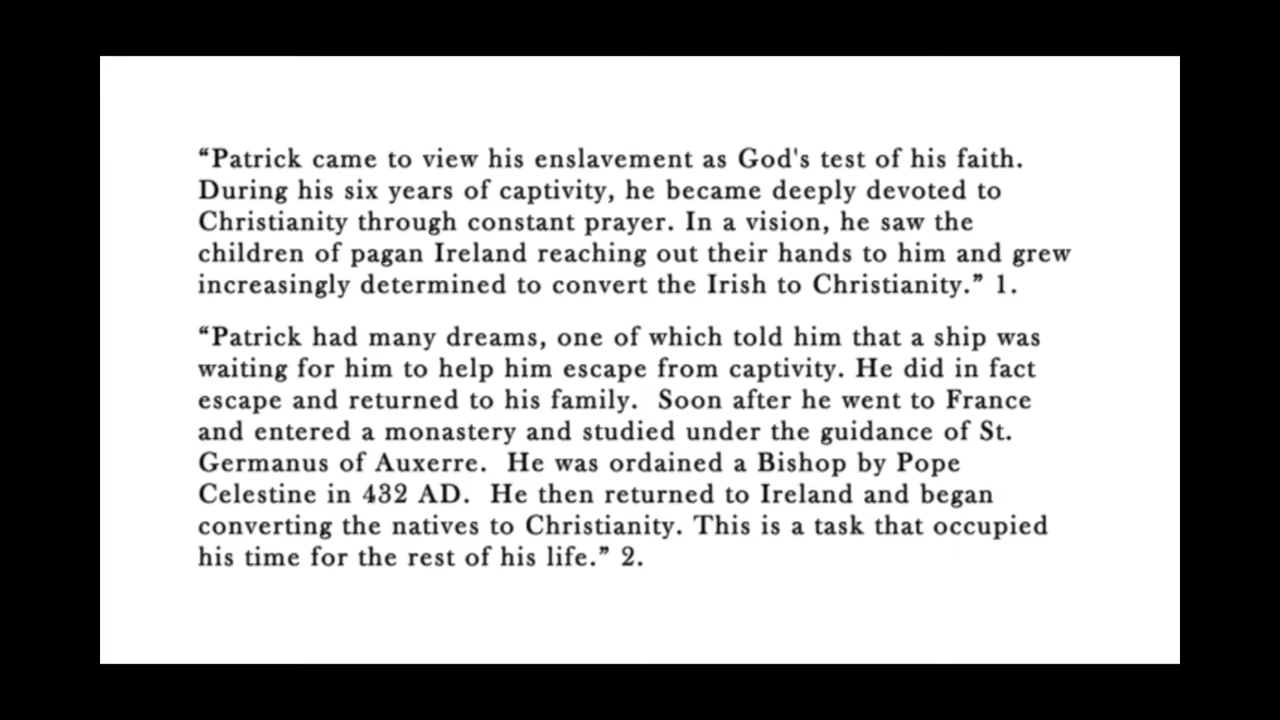 “Patrick came to view his enslavement as God's test of his faith.
During his six years of captivity, he became deeply devoted to
Christianity through constant prayer. In a vision, he saw the
children of pagan Ireland reaching out their hands to him and grew
increasingly determined to convert the Irish to Christianity.” 1.
“Patrick had many dreams, one of which told him that a ship was
waiting for him to help him escape from captivity. He did in fact
escape and returned to his family.  Soon after he went to France
and entered a monastery and studied under the guidance of St.
Germanus of Auxerre.  He was ordained a Bishop by Pope
Celestine in 432 AD.  He then returned to Ireland and began
converting the natives to Christianity. This is a task that occupied
his time for the rest of his life.” 2.